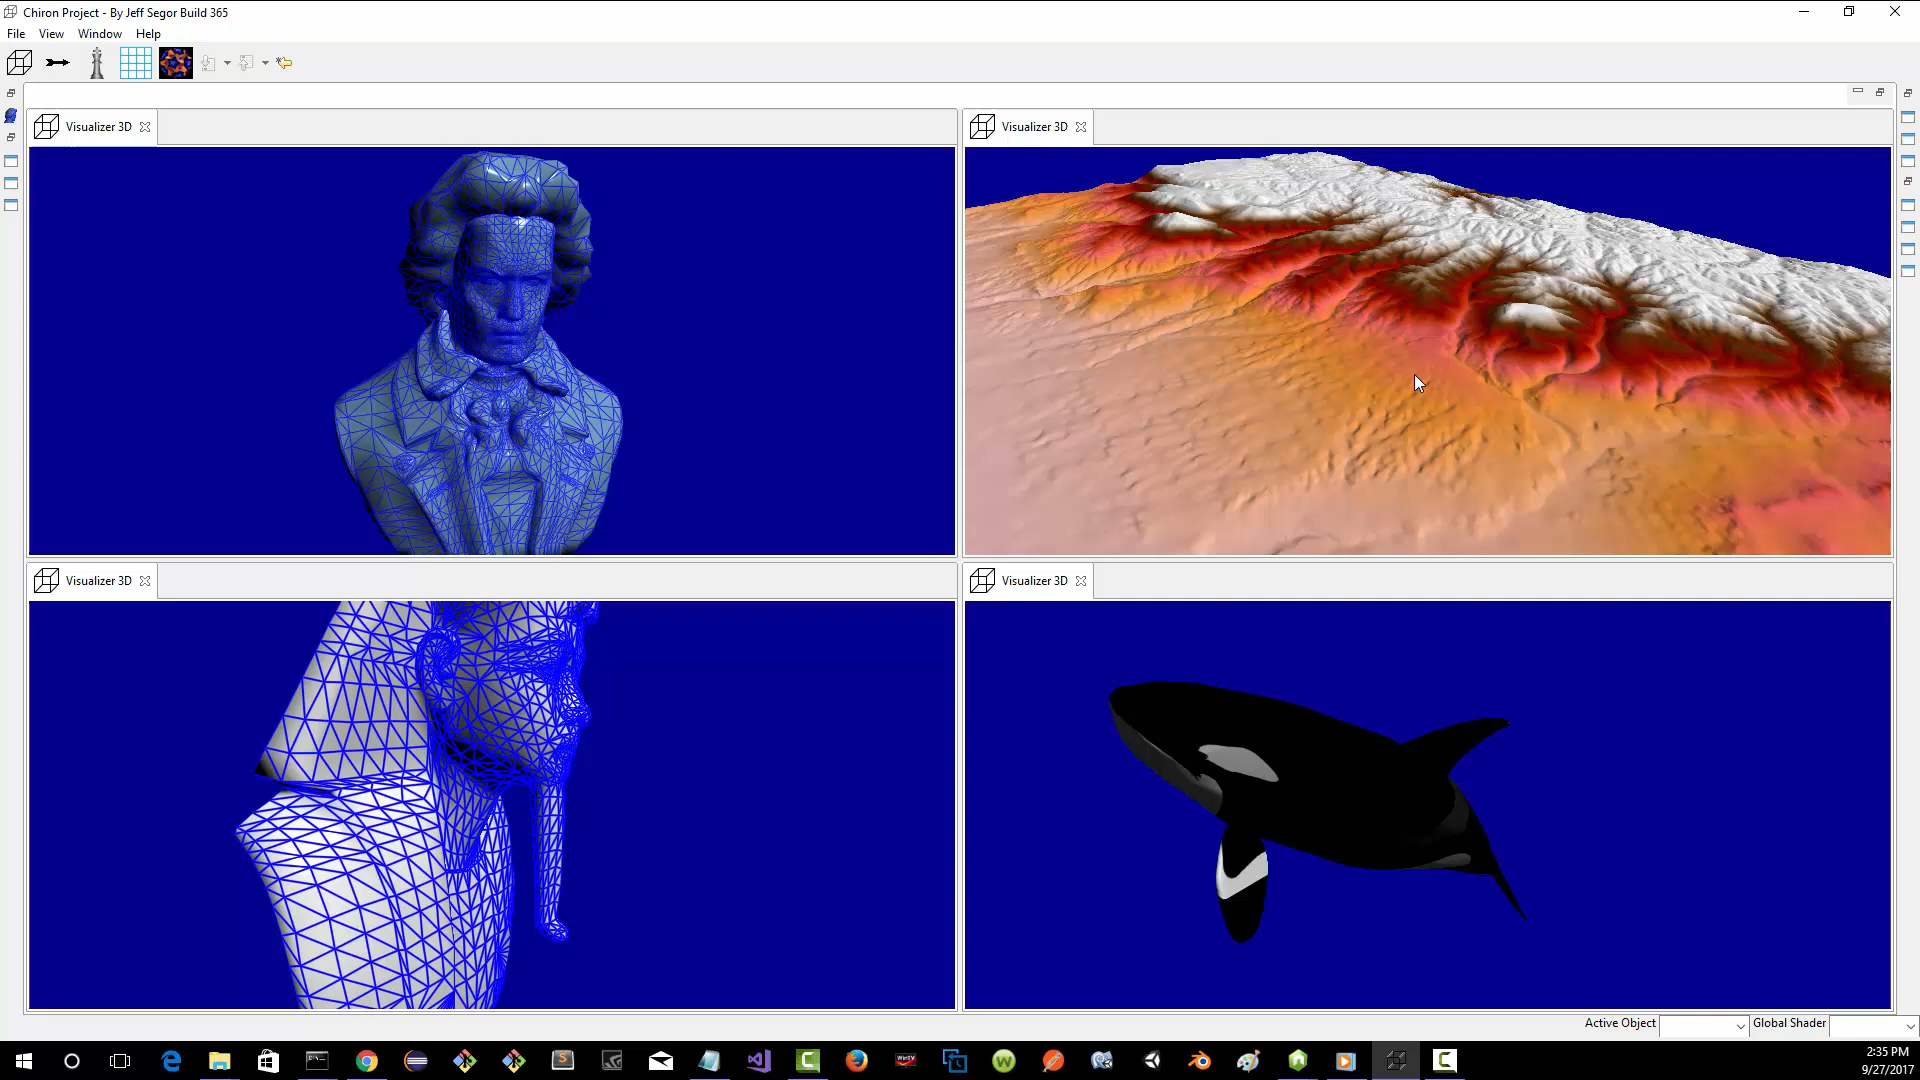 Chiron Project - By Jeff Segor Build 365
File View Window Help
Visualizer 3D
Visualizer 3D
Visualizer 3D
Visualizer 3D
Active Object
Global Shader
WinTV
2:35 PM
9/27/2017